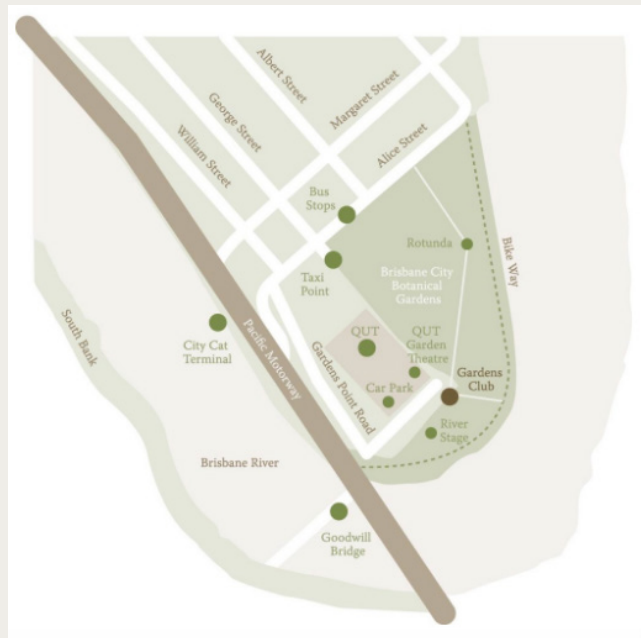 Albert Street
Margaret Street
George Street
Alice Street
William Street
Bus
Stops
Rotunda
Bike Way
Taxi
Point
Brisbane City
Botanical
Gardens
South Bank
City Cat
Terminal
Pacific Motorway
QUT
QUT
Garden
Theatre
Gardens
Club
Gardens Point Road
Car Park
River
Stage
Brisbane River
Goodwill
Bridge